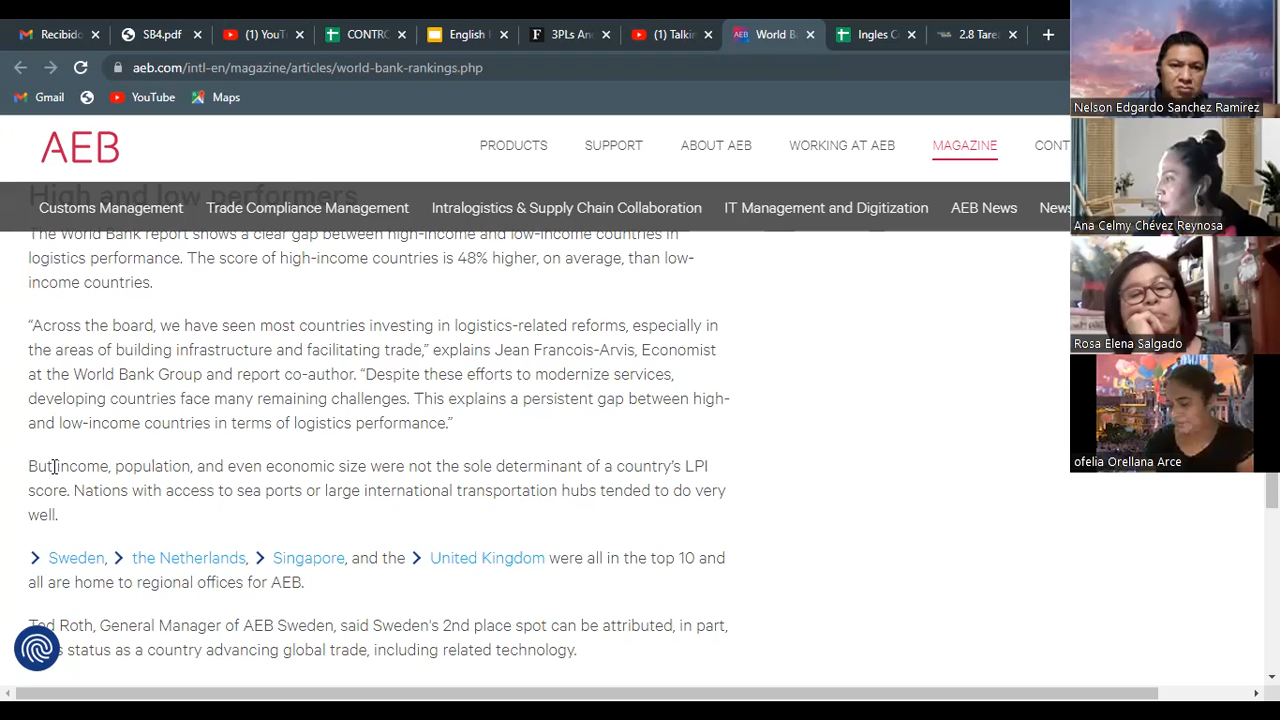 Recibido
SB4.pdf
(1) YouT
CONTRO
English
3PLs An
(1) Talkin
World B
Ingles C
2.8 Tarea
aeb.com/intl-en/magazine/articles/world-bank-rankings.php
Gmail
YouTube
Maps
AEB
PRODUCTS
SUPPORT
ABOUT AEB
WORKING AT AEB
MAGAZINE
CONT
High and low performers
Customs Management
Trade Compliance Management
Intralogistics & Supply Chain Collaboration
IT Management and Digitization
AEB News
News
The World Bank report shows a clear gap between high-income and low-income countries in
logistics performance. The score of high-income countries is 48% higher, on average, than low-
income countries.
“Across the board, we have seen most countries investing in logistics-related reforms, especially in
the areas of building infrastructure and facilitating trade,” explains Jean Francois-Arvis, Economist
at the World Bank Group and report co-author. “Despite these efforts to modernize services,
developing countries face many remaining challenges. This explains a persistent gap between high-
and low-income countries in terms of logistics performance.”
But income, population, and even economic size were not the sole determinant of a country’s LPI
score. Nations with access to sea ports or large international transportation hubs tended to do very
well.
Sweden, the Netherlands, Singapore, and the United Kingdom were all in the top 10 and
all are home to regional offices for AEB.
Ted Roth, General Manager of AEB Sweden, said Sweden's 2nd place spot can be attributed, in part,
status as a country advancing global trade, including related technology.
Nelson Edgardo Sanchez Ramirez
Ana Celmy Chévez Reynosa
Rosa Elena Salgado
ofelia Orellana Arce